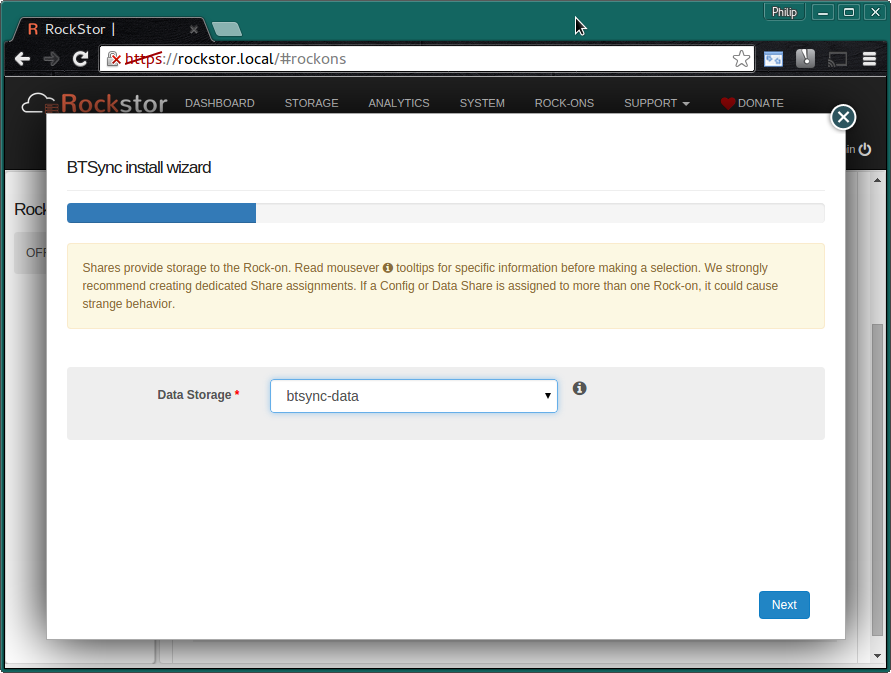 Philip
RockStor |
https://rockstor.local/#rockons
Rockstor DASHBOARD STORAGE ANALYTICS SYSTEM ROCK-ONS SUPPORT DONATE
BTSync install wizard
Shares provide storage to the Rock-on. Read mousever tooltips for specific information before making a selection. We strongly
recommend creating dedicated Share assignments. If a Config or Data Share is assigned to more than one Rock-on, it could cause
strange behavior.
Data Storage *
btsync-data
Next